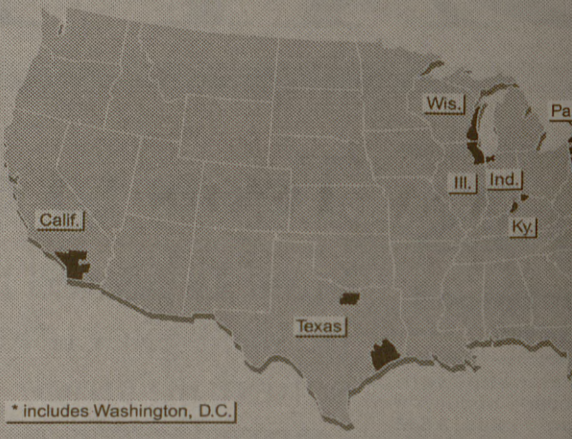 Wis.
Pa
Ill.
Ind.
Ky.
Calif.
Texas
* includes Washington, D.C.